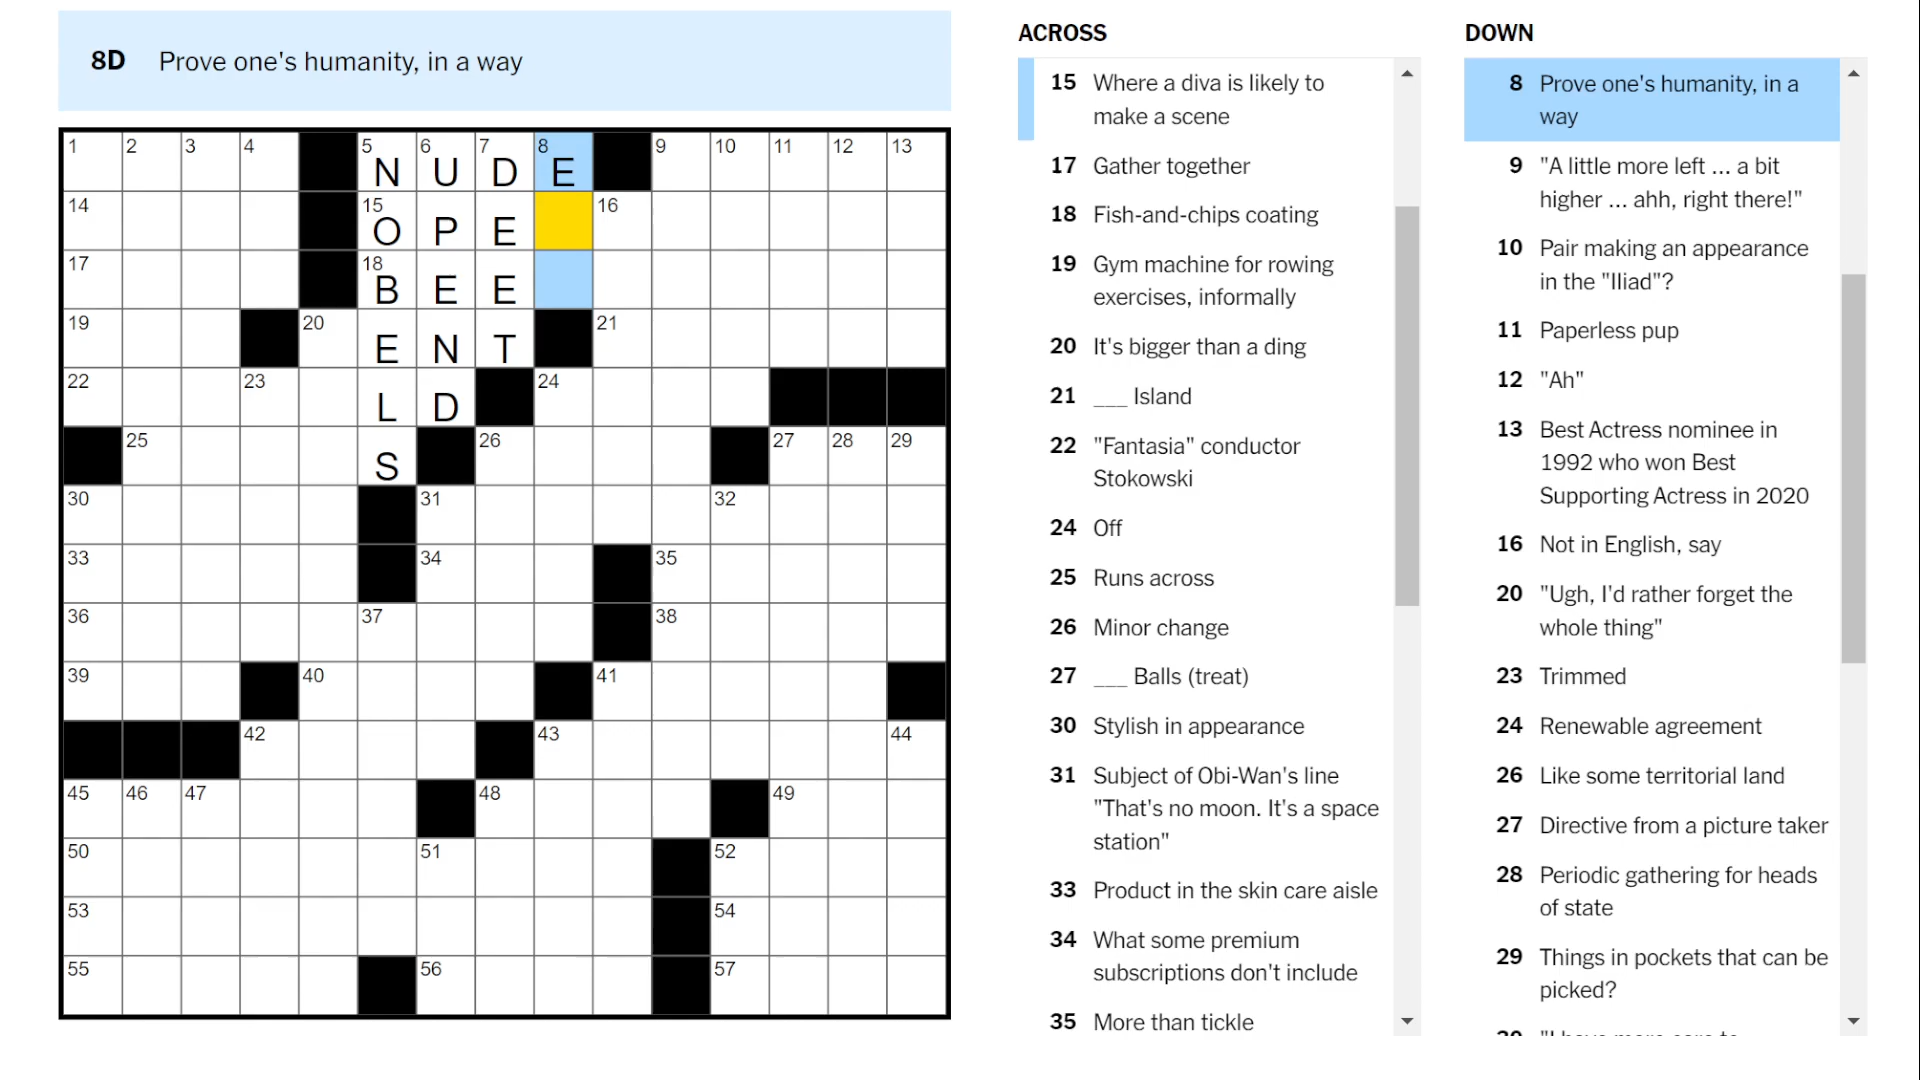 8D Prove one's humanity, in a way
1 2 3 4 5 6 7 8 9 10 11 12 13
N U D E
14 15 16
O P E
17 18
B E E
19 20 21
E N T
22 23 24
L D
25 26 27 28 29
S
30 31 32
33 34 35
36 37 38
39 40 41
42 43 44
45 46 47 48 49
50 51 52
53 54
55 56 57
ACROSS
15 Where a diva is likely to
make a scene
17 Gather together
18 Fish-and-chips coating
19 Gym machine for rowing
exercises, informally
20 It's bigger than a ding
21 ___ Island
22 "Fantasia" conductor
Stokowski
24 Off
25 Runs across
26 Minor change
27 ___ Balls (treat)
30 Stylish in appearance
31 Subject of Obi-Wan's line
"That's no moon. It's a space
station"
33 Product in the skin care aisle
34 What some premium
subscriptions don't include
35 More than tickle
DOWN
8 Prove one's humanity, in a
way
9 "A little more left ... a bit
higher ... ahh, right there!"
10 Pair making an appearance
in the "Iliad"?
11 Paperless pup
12 "Ah"
13 Best Actress nominee in
1992 who won Best
Supporting Actress in 2020
16 Not in English, say
20 "Ugh, I'd rather forget the
whole thing"
23 Trimmed
24 Renewable agreement
26 Like some territorial land
27 Directive from a picture taker
28 Periodic gathering for heads
of state
29 Things in pockets that can be
picked?